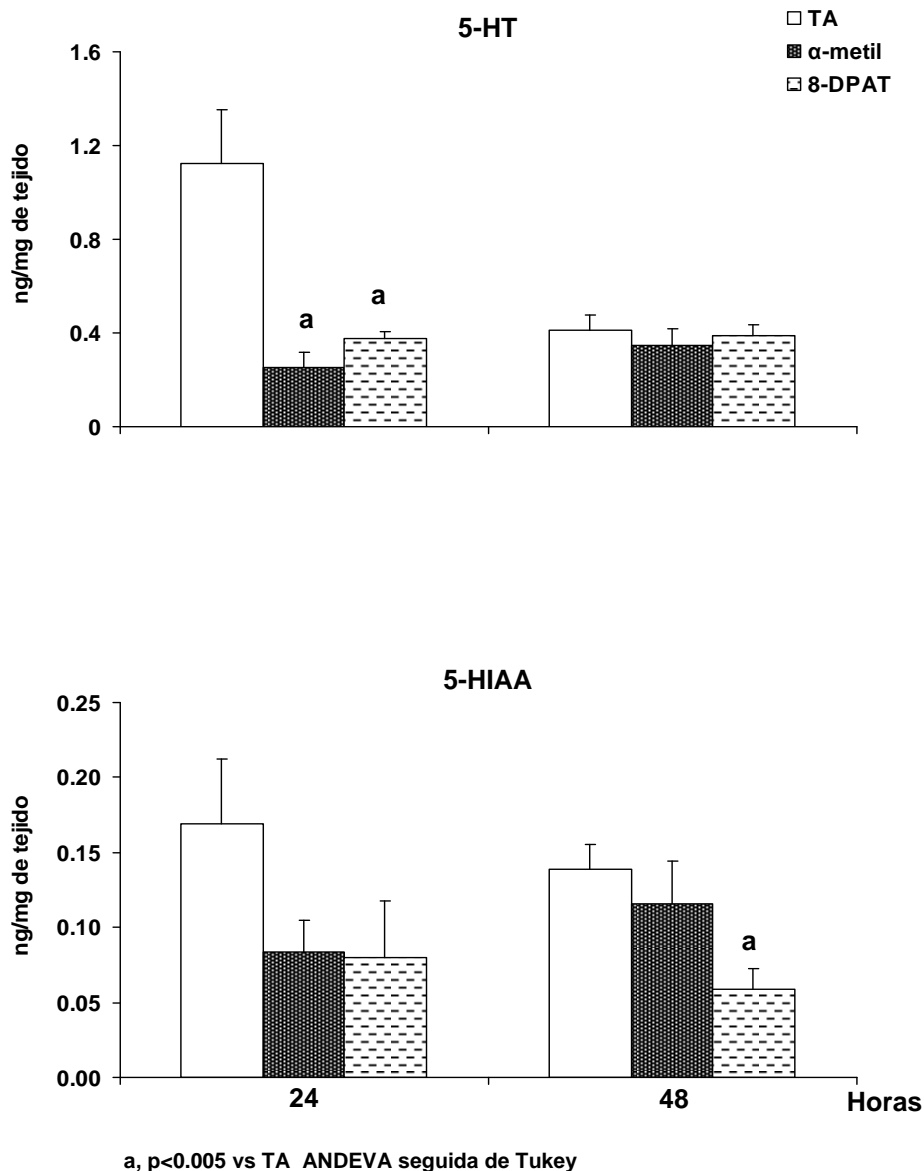 5-HT
TA
α-metil
8-DPAT
1.6
1.2
0.8
0.4
0
ng/mg de tejido
a
a
5-HIAA
0.25
0.20
0.15
0.10
0.05
0.00
ng/mg de tejido
a
24
48
Horas
a, p<0.005 vs TA ANDEVA seguida de Tukey